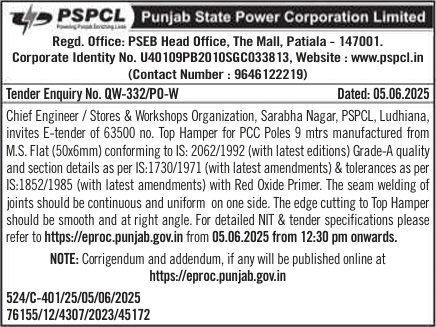 PSPCL
Powering Punjab Enriching Lives
Punjab State Power Corporation Limited
Regd. Office: PSEB Head Office, The Mall, Patiala - 147001.
Corporate Identity No. U40109PB2010SGC033813, Website : www.pspcl.in
(Contact Number : 9646122219)
Tender Enquiry No. QW-332/PO-W Dated: 05.06.2025
Chief Engineer / Stores & Workshops Organization, Sarabha Nagar, PSPCL, Ludhiana,
invites E-tender of 63500 no. Top Hamper for PCC Poles 9 mtrs manufactured from
M.S. Flat (50x6mm) conforming to IS: 2062/1992 (with latest editions) Grade-A quality
and section details as per IS:1730/1971 (with latest amendments) & tolerances as per
IS:1852/1985 (with latest amendments) with Red Oxide Primer. The seam welding of
joints should be continuous and uniform on one side. The edge cutting to Top Hamper
should be smooth and at right angle. For detailed NIT & tender specifications please
refer to https://eproc.punjab.gov.in from 05.06.2025 from 12:30 pm onwards.
NOTE: Corrigendum and addendum, if any will be published online at
https://eproc.punjab.gov.in
524/C-401/25/05/06/2025
76155/12/4307/2023/45172